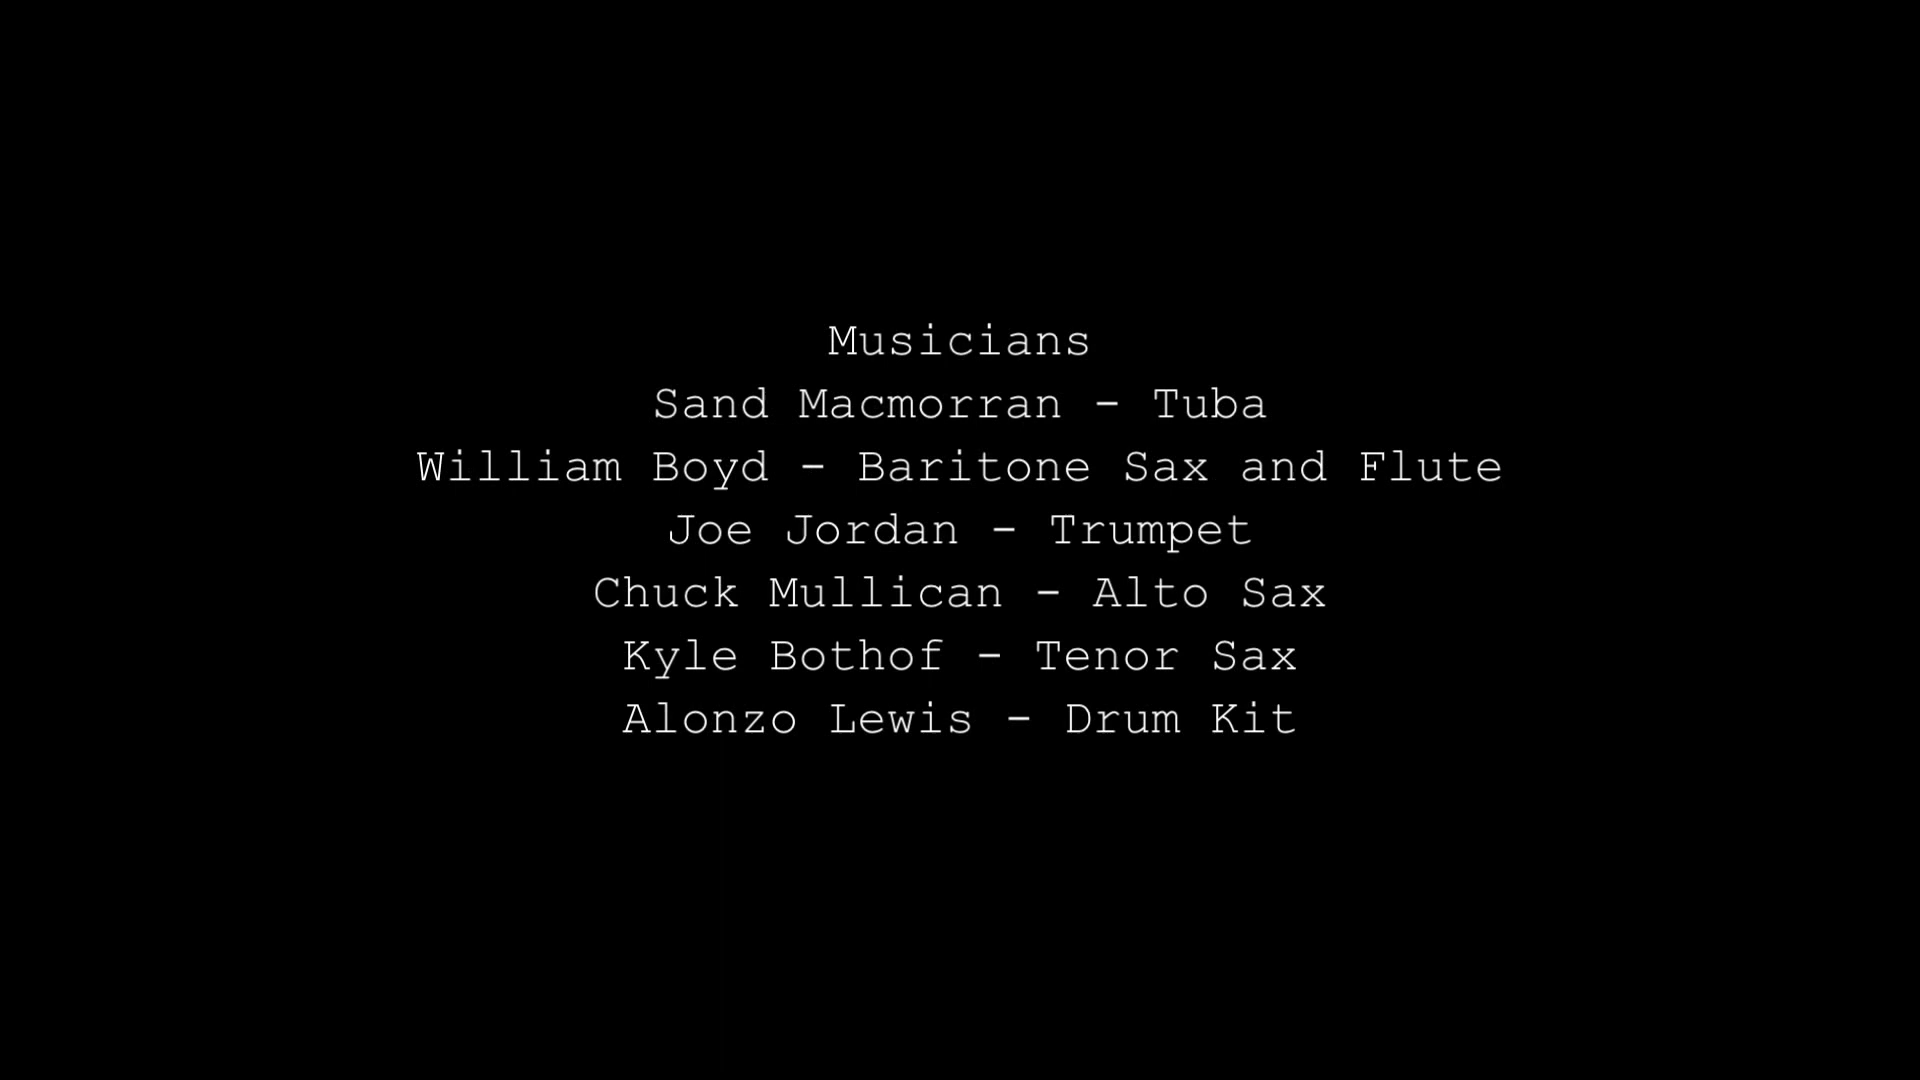 Musicians
Sand Macmorran - Tuba
William Boyd - Baritone Sax and Flute
Joe Jordan - Trumpet
Chuck Mullican - Alto Sax
Kyle Bothof - Tenor Sax
Alonzo Lewis - Drum Kit